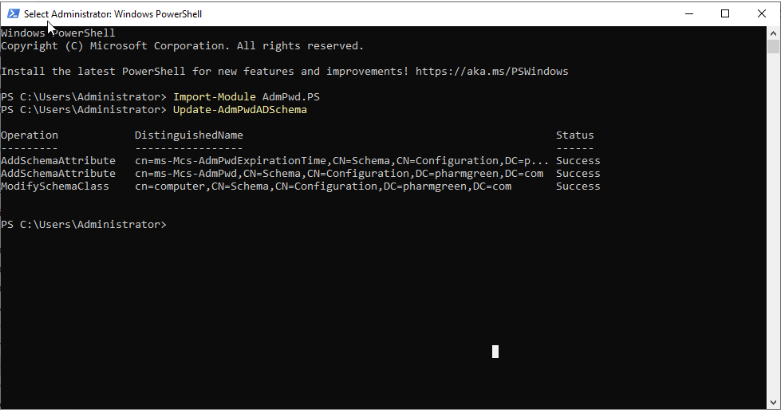 Select Administrator: Windows PowerShell
Windows PowerShell
Copyright (C) Microsoft Corporation. All rights reserved.
Install the latest PowerShell for new features and improvements! https://aka.ms/PSWindows
PS C:\Users\Administrator> Import-Module AdmPwd.PS
PS C:\Users\Administrator> Update-AdmPwdADSchema
Operation DistinguishedName Status
--------- ----------------- ------
AddSchemaAttribute cn=ms-Mcs-AdmPwdExpirationTime,CN=Schema,CN=Configuration,DC=p... Success
AddSchemaAttribute cn=ms-Mcs-AdmPwd,CN=Schema,CN=Configuration,DC=pharmgreen,DC=com Success
ModifySchemaClass cn=computer,CN=Schema,CN=Configuration,DC=pharmgreen,DC=com Success
PS C:\Users\Administrator>